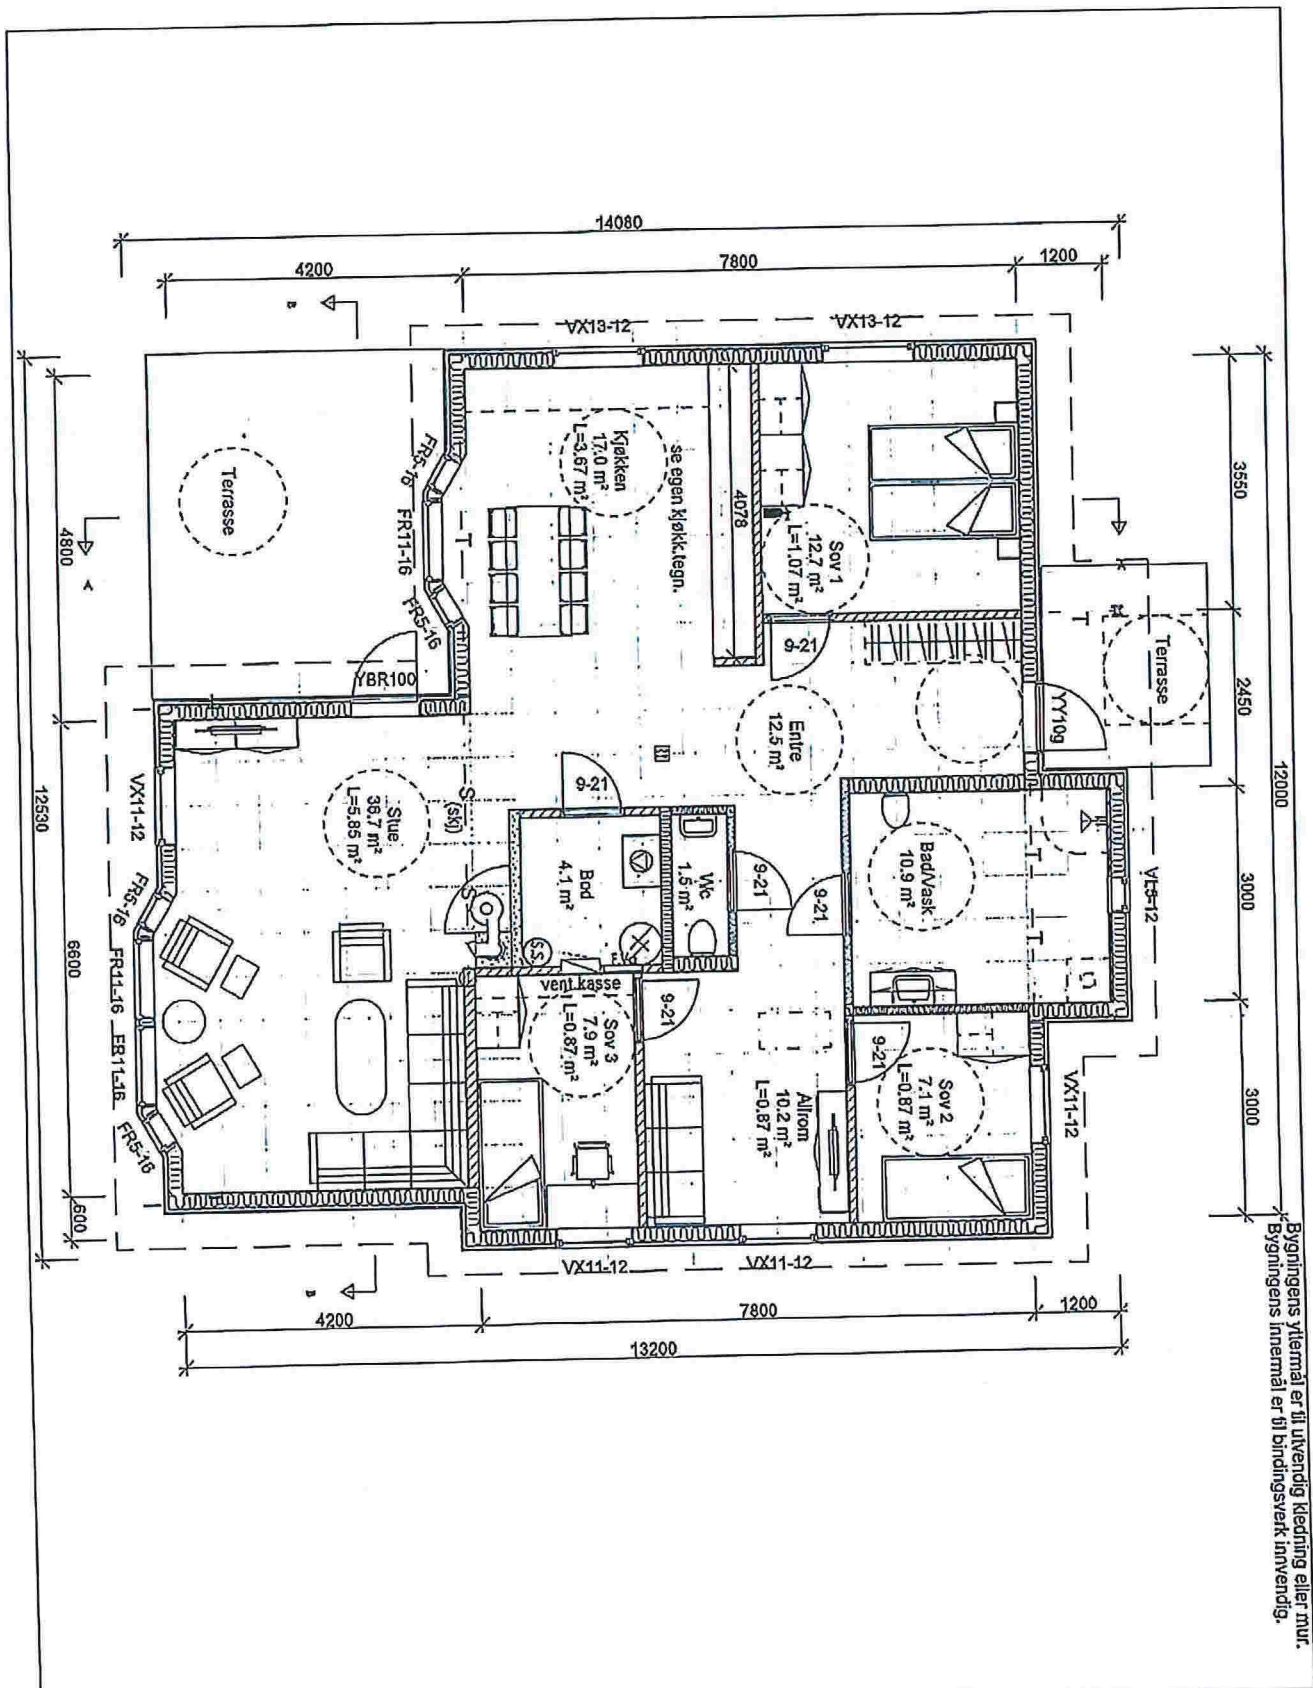 Bygningens yttermål er til utvendig kledning eller mur.
Bygningens innermål er til bindingsverk innvendig.
12000
3550
2450
3000
3000
Terrasse
YY10g
VL5-12
VX11-12
14080
4200
7800
1200
VX13-12
VX13-12
Sov 1
12.7 m²
L=1.07 m²
9-21
Entre
12.5 m²
Bad/Vask
10.9 m²
9-21
Sov 2
7.1 m²
L=0.87 m²
9-21
Kjøkken
17.0 m²
L=3.67 m²
se egen kjøkk.tegn.
4078
9-21
Wc
1.5 m²
9-21
Bod
4.1 m²
S.S
vent.kasse
Sov 3
7.9 m²
L=0.87 m²
9-21
Allrom
10.2 m²
L=0.87 m²
VX11-12
VX11-12
Terrasse
FR5-16
FR11-16
FR5-16
YBR100
Stue
36.7 m²
L=5.85 m²
S
(skj)
S
T
T
T
T
VX11-12
FR5-16
FR11-16
FR11-16
FR5-16
B
B
A
4800
6600
600
12530
4200
7800
1200
13200